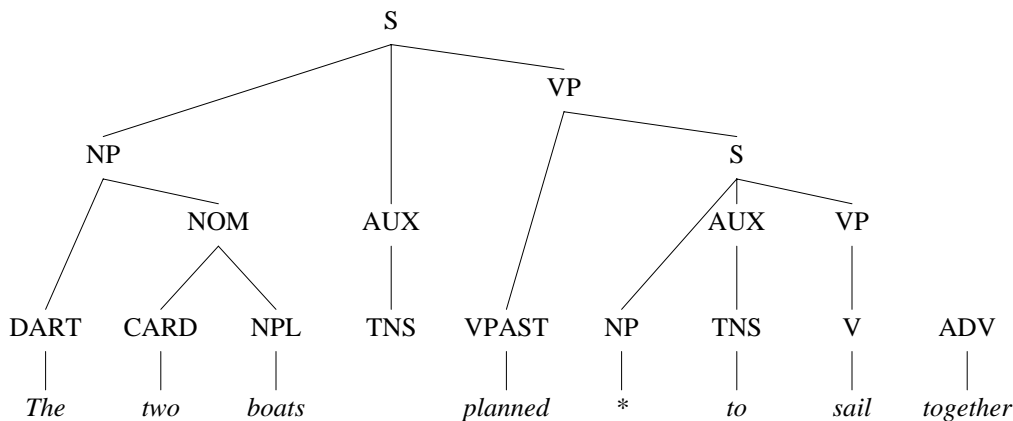 S
VP
NP S
NOM AUX AUX VP
DART CARD NPL TNS VPAST NP TNS V ADV
The two boats planned * to sail together